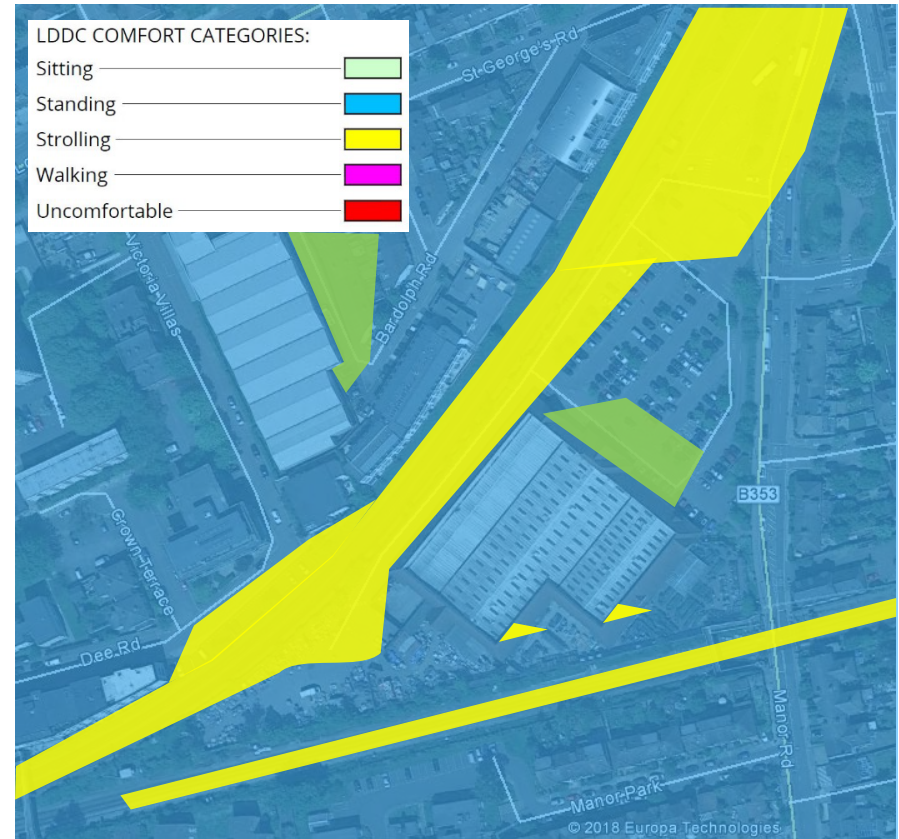 LDDC COMFORT CATEGORIES:
Sitting
Standing
Strolling
Walking
Uncomfortable
St George's Rd
Victoria Villas
Bardolph Rd
B353
Crown Terrace
Dee Rd
Manor Rd
Manor Park
© 2018 Europa Technologies